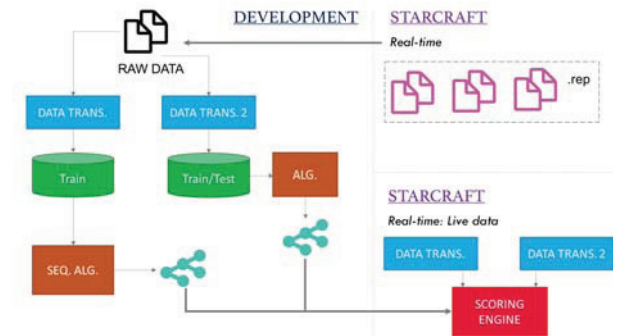 DEVELOPMENT
STARCRAFT
Real-time
RAW DATA
.rep
DATA TRANS.
DATA TRANS. 2
Train
Train/Test
ALG.
STARCRAFT
Real-time: Live data
DATA TRANS.
DATA TRANS. 2
SEQ. ALG.
SCORING
ENGINE